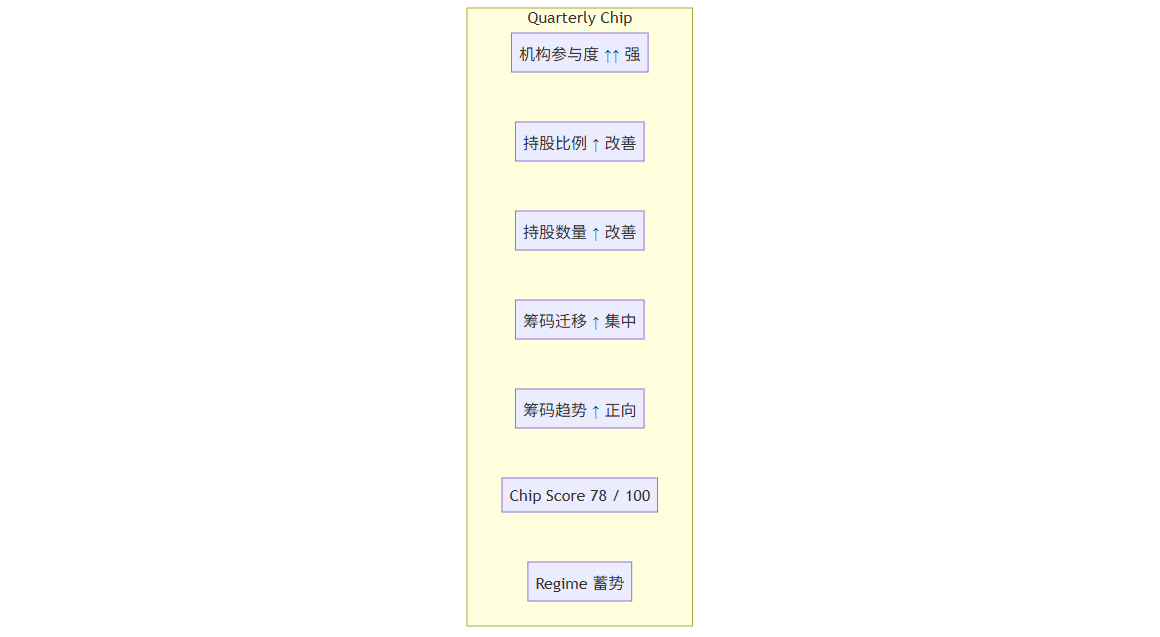 Quarterly Chip
机构参与度 ↑↑ 强
持股比例 ↑ 改善
持股数量 ↑ 改善
筹码迁移 ↑ 集中
筹码趋势 ↑ 正向
Chip Score 78 / 100
Regime 蓄势